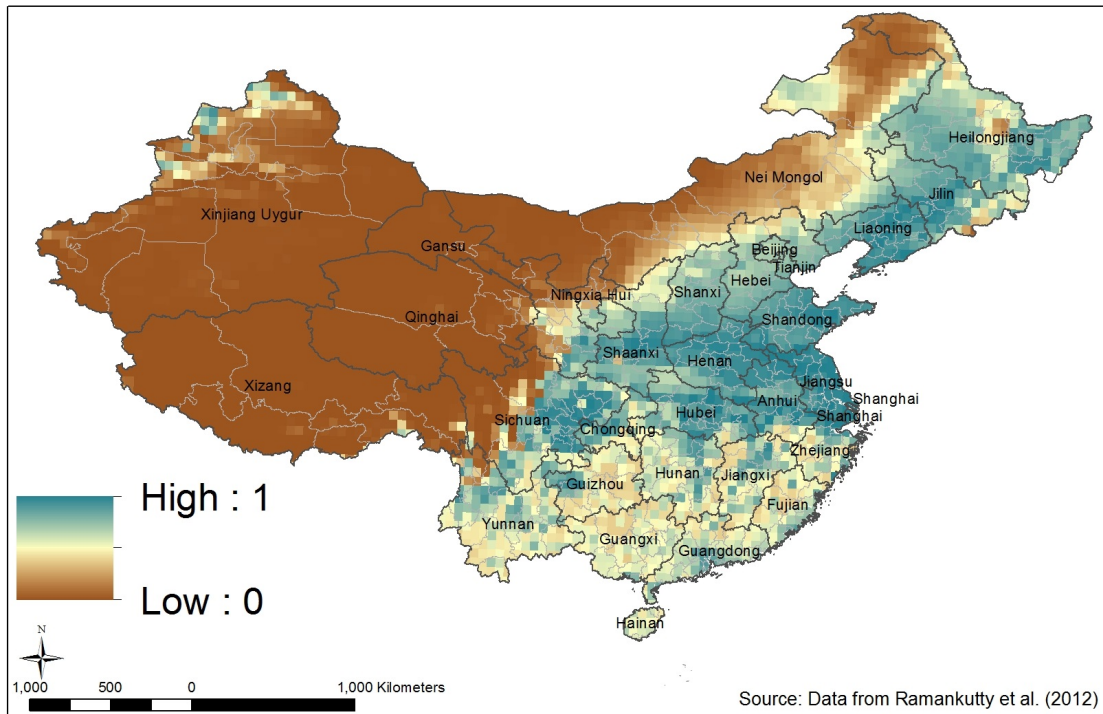 Heilongjiang
Nei Mongol
Jilin
Xinjiang Uygur
Liaoning
Gansu
Beijing
Tianjin
Hebei
Ningxia Hui
Shanxi
Qinghai
Shandong
Shaanxi
Henan
Xizang
Jiangsu
Shanghai
Anhui
Shanghai
Hubei
Sichuan
Chongqing
Zhejiang
Hunan
Jiangxi
Guizhou
High : 1
Fujian
Yunnan
Guangxi
Guangdong
Low : 0
Hainan
N
1,000 500 0 1,000 Kilometers
Source: Data from Ramankutty et al. (2012)